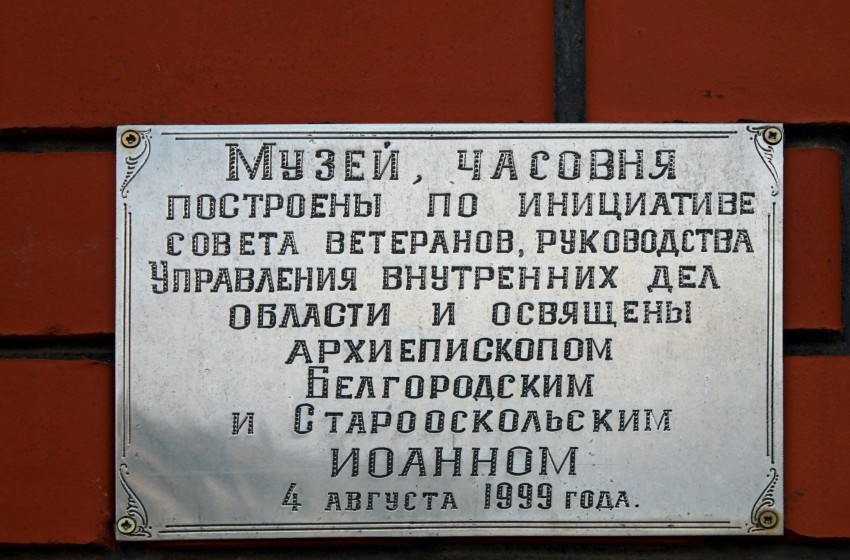 Музей, часовня
построены по инициативе
совета ветеранов, руководства
Управления внутренних дел
области и освящены
архиепископом
Белгородским
и Старооскольским
Иоанном
4 августа 1999 года.